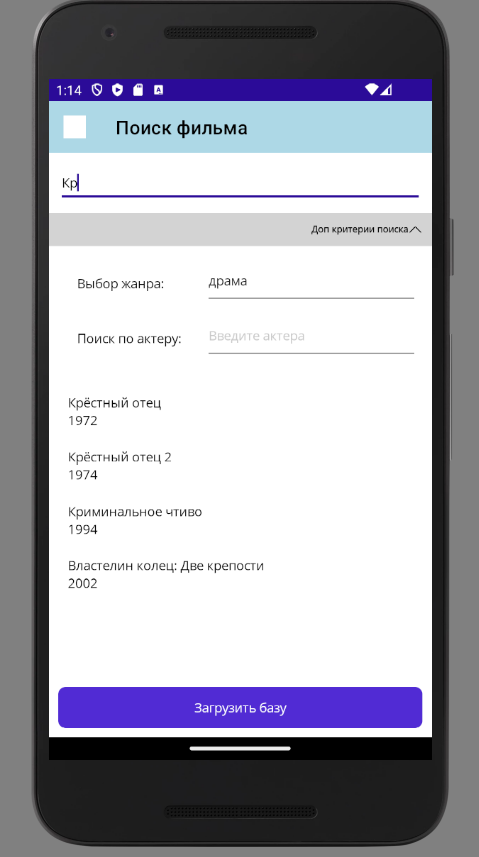 1:14
Поиск фильма
Кр
Доп критерии поиска
Выбор жанра:
драма
Поиск по актеру:
Введите актера
Крёстный отец
1972
Крёстный отец 2
1974
Криминальное чтиво
1994
Властелин колец: Две крепости
2002
Загрузить базу